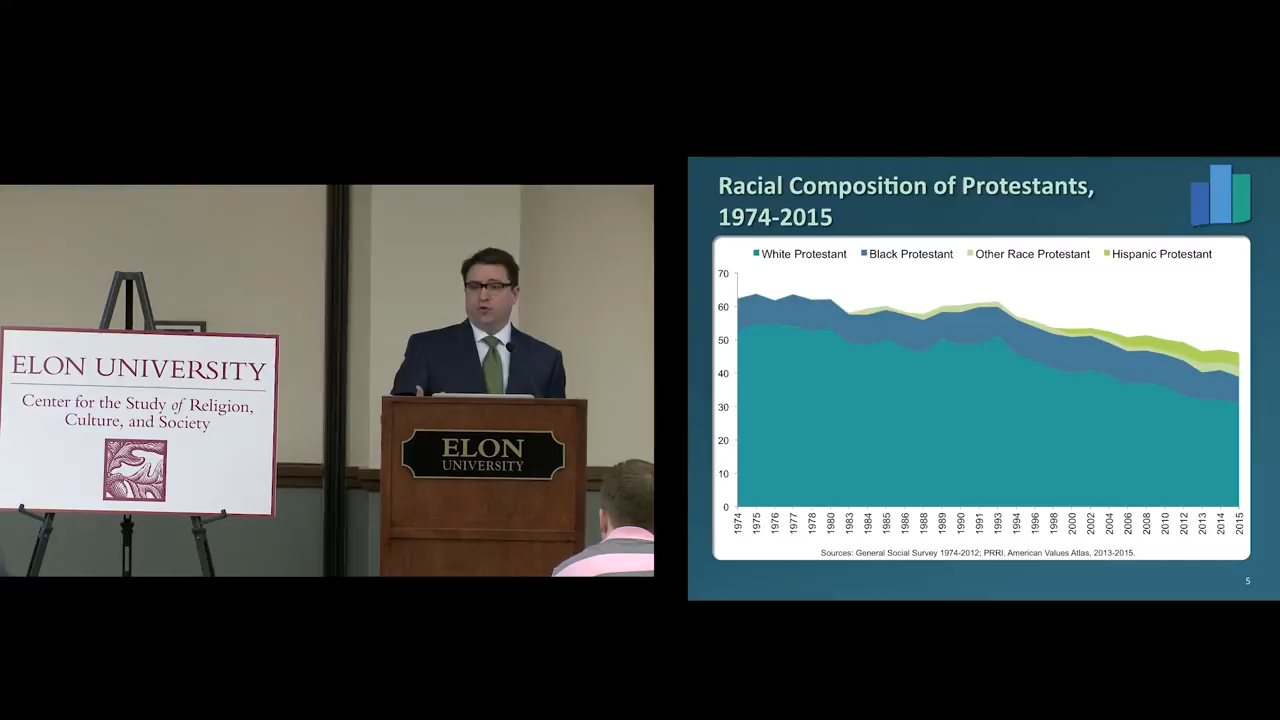 ELON UNIVERSITY
Center for the Study of Religion,
Culture, and Society
ELON
UNIVERSITY
Racial Composition of Protestants,
1974-2015
White Protestant Black Protestant Other Race Protestant Hispanic Protestant
70
60
50
40
30
20
10
0
1974 1975 1976 1977 1978 1980 1983 1984 1985 1986 1988 1989 1990 1991 1993 1994 1996 1998 2000 2002 2004 2006 2008 2010 2012 2013 2014 2015
Sources: General Social Survey 1974-2012; PRRI, American Values Atlas, 2013-2015.
5